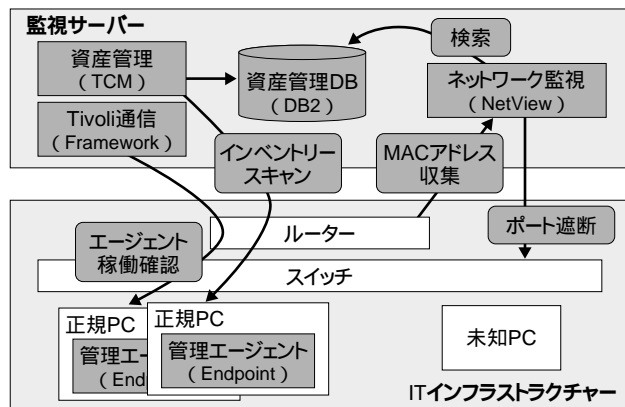 監視サーバー
資産管理
（TCM）
資産管理DB
（DB2）
検索
ネットワーク監視
（NetView）
Tivoli通信
（Framework）
インベントリー
スキャン
MACアドレス
収集
ポート遮断
エージェント
稼働確認
ルーター
スイッチ
正規PC
管理エー
（End
正規PC
管理エージェント
（Endpoint）
未知PC
ITインフラストラクチャー